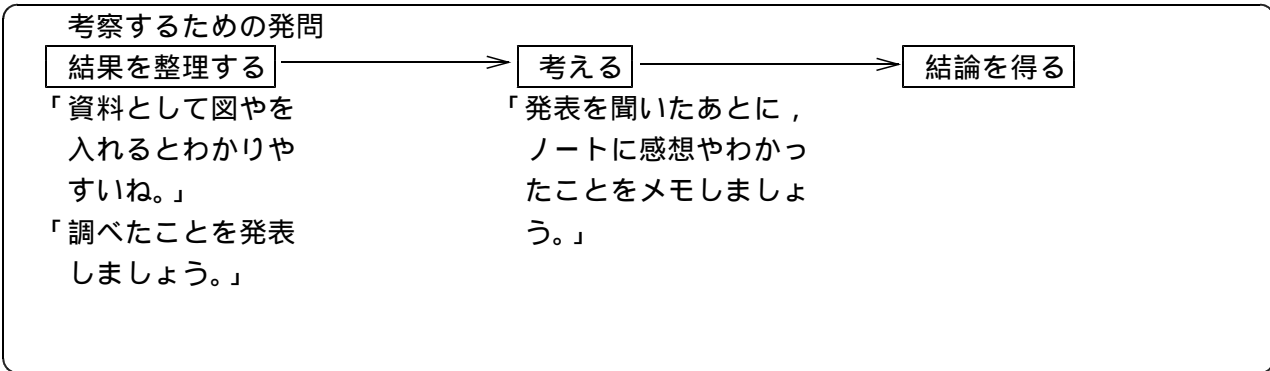 考察するための発問
結果を整理する
考える
結論を得る
「資料として図やを
入れるとわかりや
すいね。」
「調べたことを発表
しましょう。」
「発表を聞いたあとに，
ノートに感想やわかっ
たことをメモしましょ
う。」